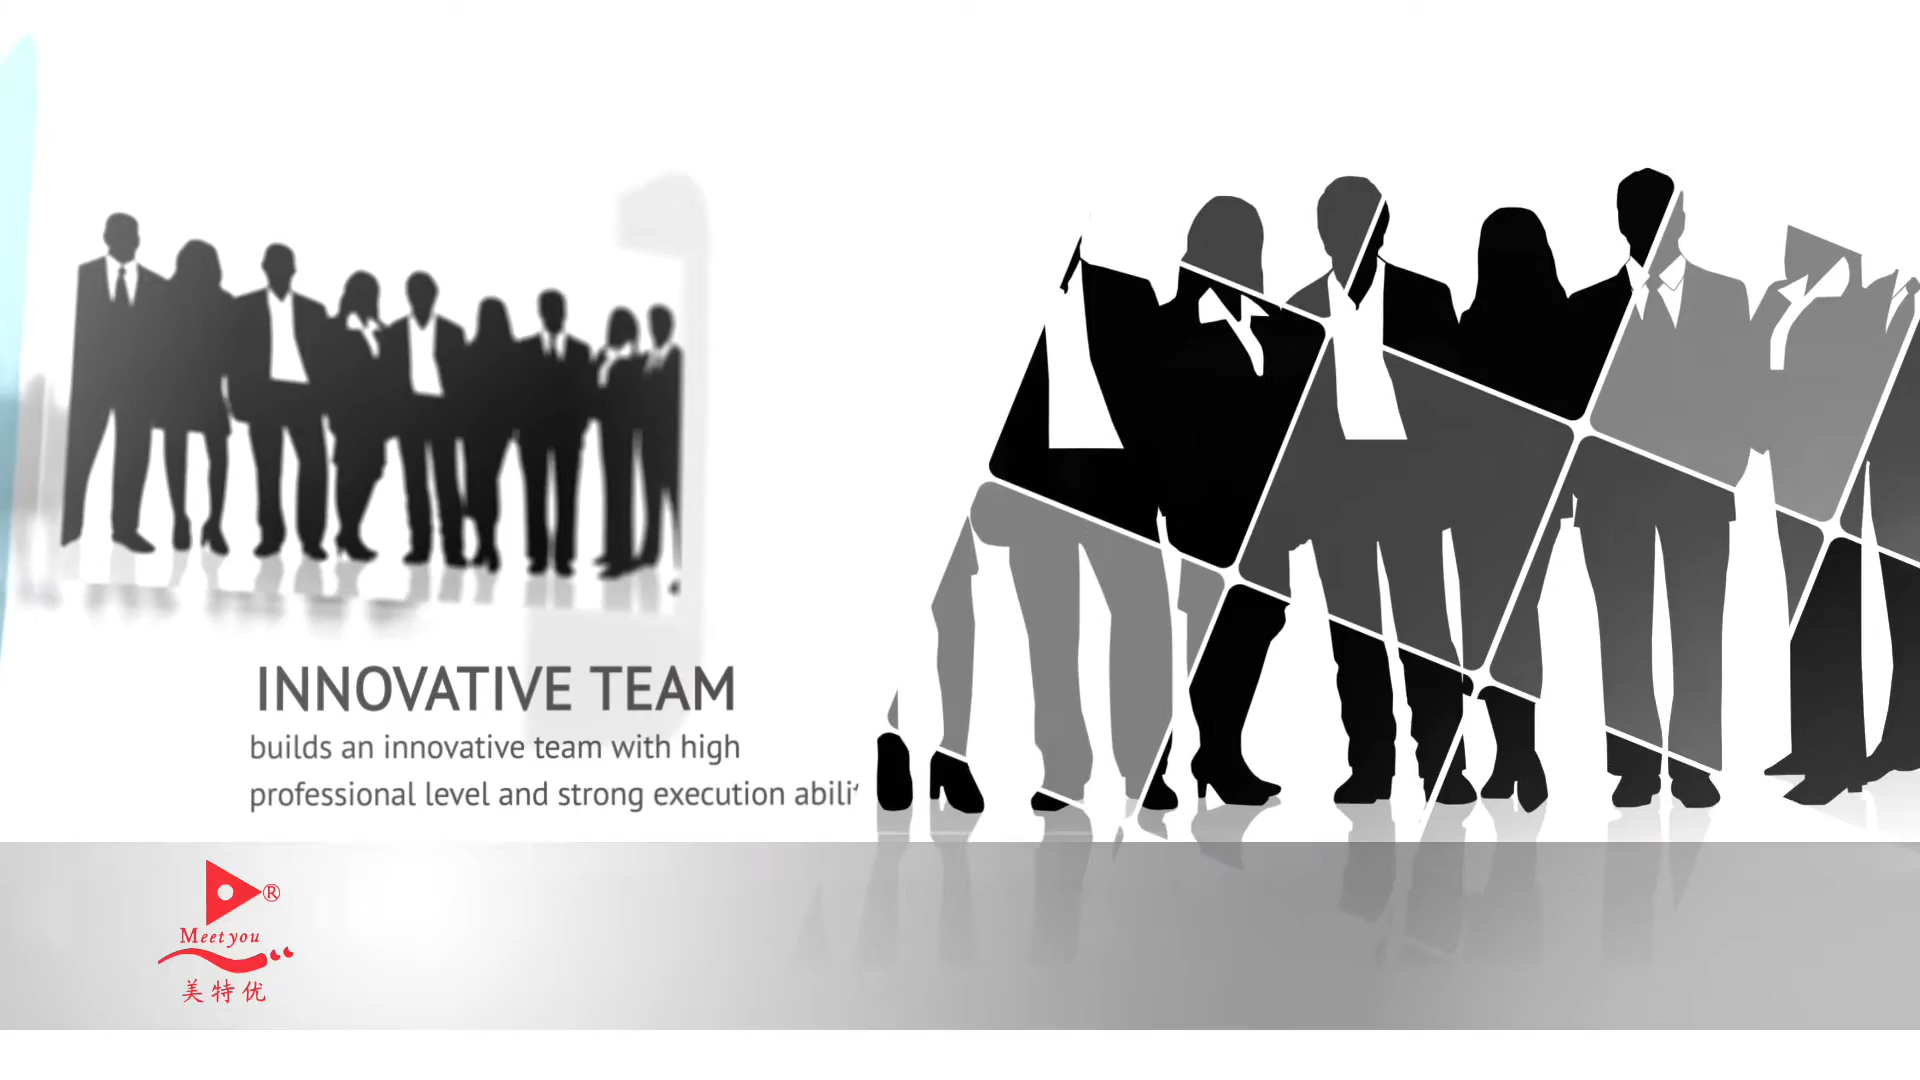 INNOVATIVE TEAM
builds an innovative team with high
professional level and strong execution
®
Meet you
美特优